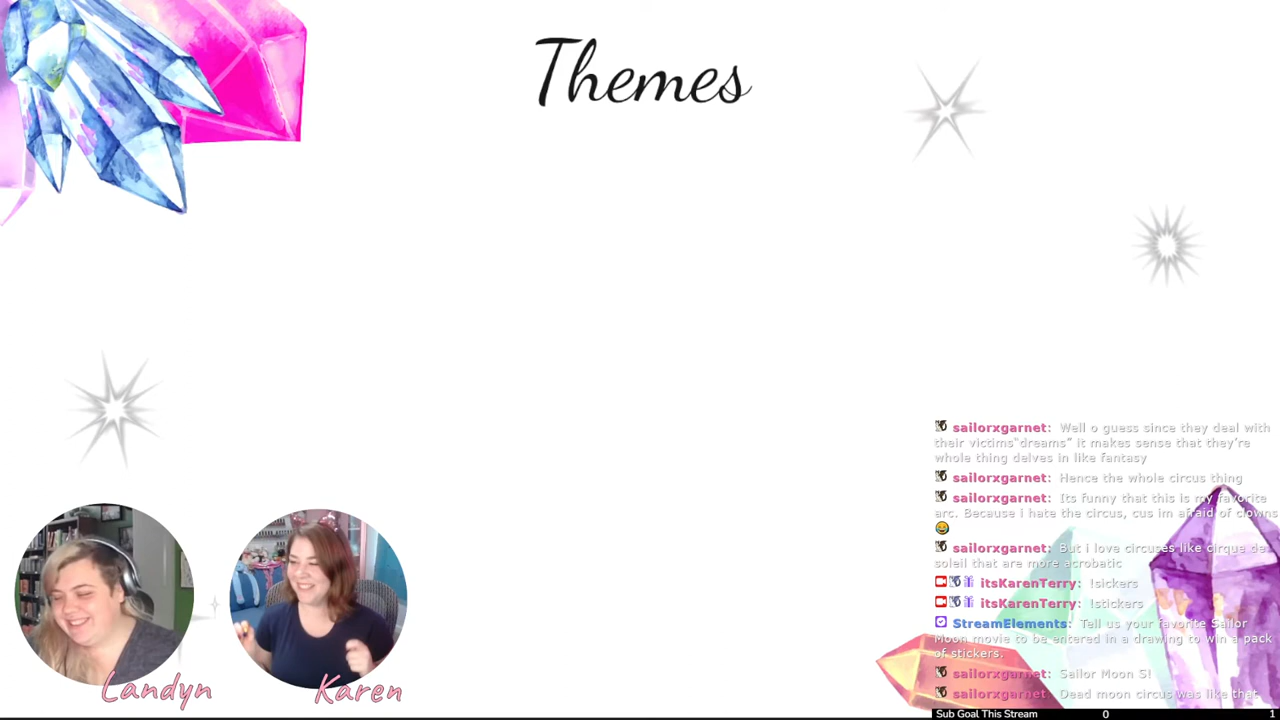 Themes
sailorxgarnet: Well o guess since they deal with
their victims"dreams" it makes sense that they're
whole thing delves in like fantasy
sailorxgarnet: Hence the whole circus thing
sailorxgarnet: Its funny that this is my favorite
arc. Because i hate the circus, cus im afraid of clowns
sailorxgarnet: But i love circuses like cirque de
soleil that are more acrobatic
itsKarenTerry: !sickers
itsKarenTerry: !stickers
StreamElements: Tell us your favorite Sailor
Moon movie to be entered in a drawing to win a pack
of stickers.
sailorxgarnet: Sailor Moon S!
sailorxgarnet: Dead moon circus was like that
Landyn
Karen
Sub Goal This Stream 0 1